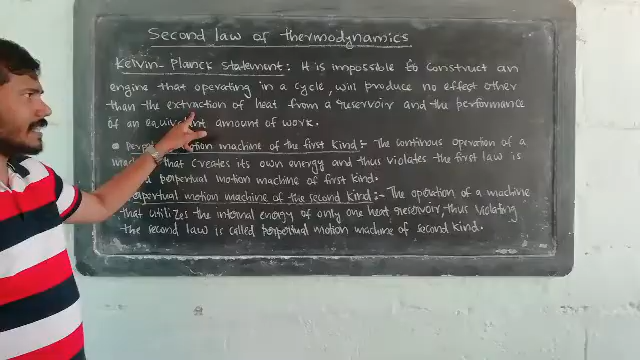 Second law of thermodynamics
Kelvin-Planck Statement: It is impossible to construct an
engine that operating in a cycle, will produce no effect other
than the extraction of heat from a reservoir and the performance
of an amount of work.
motion machine of the first Kind:- The continous operation of a
that creates its own energy and thus violates the first law is
perpetual motion machine of first Kind.
motion machine of the second Kind:- The operation of a machine
that utilizes the internal energy of only one heat reservoir, thus violating
the second law is called perpetual motion machine of second Kind.